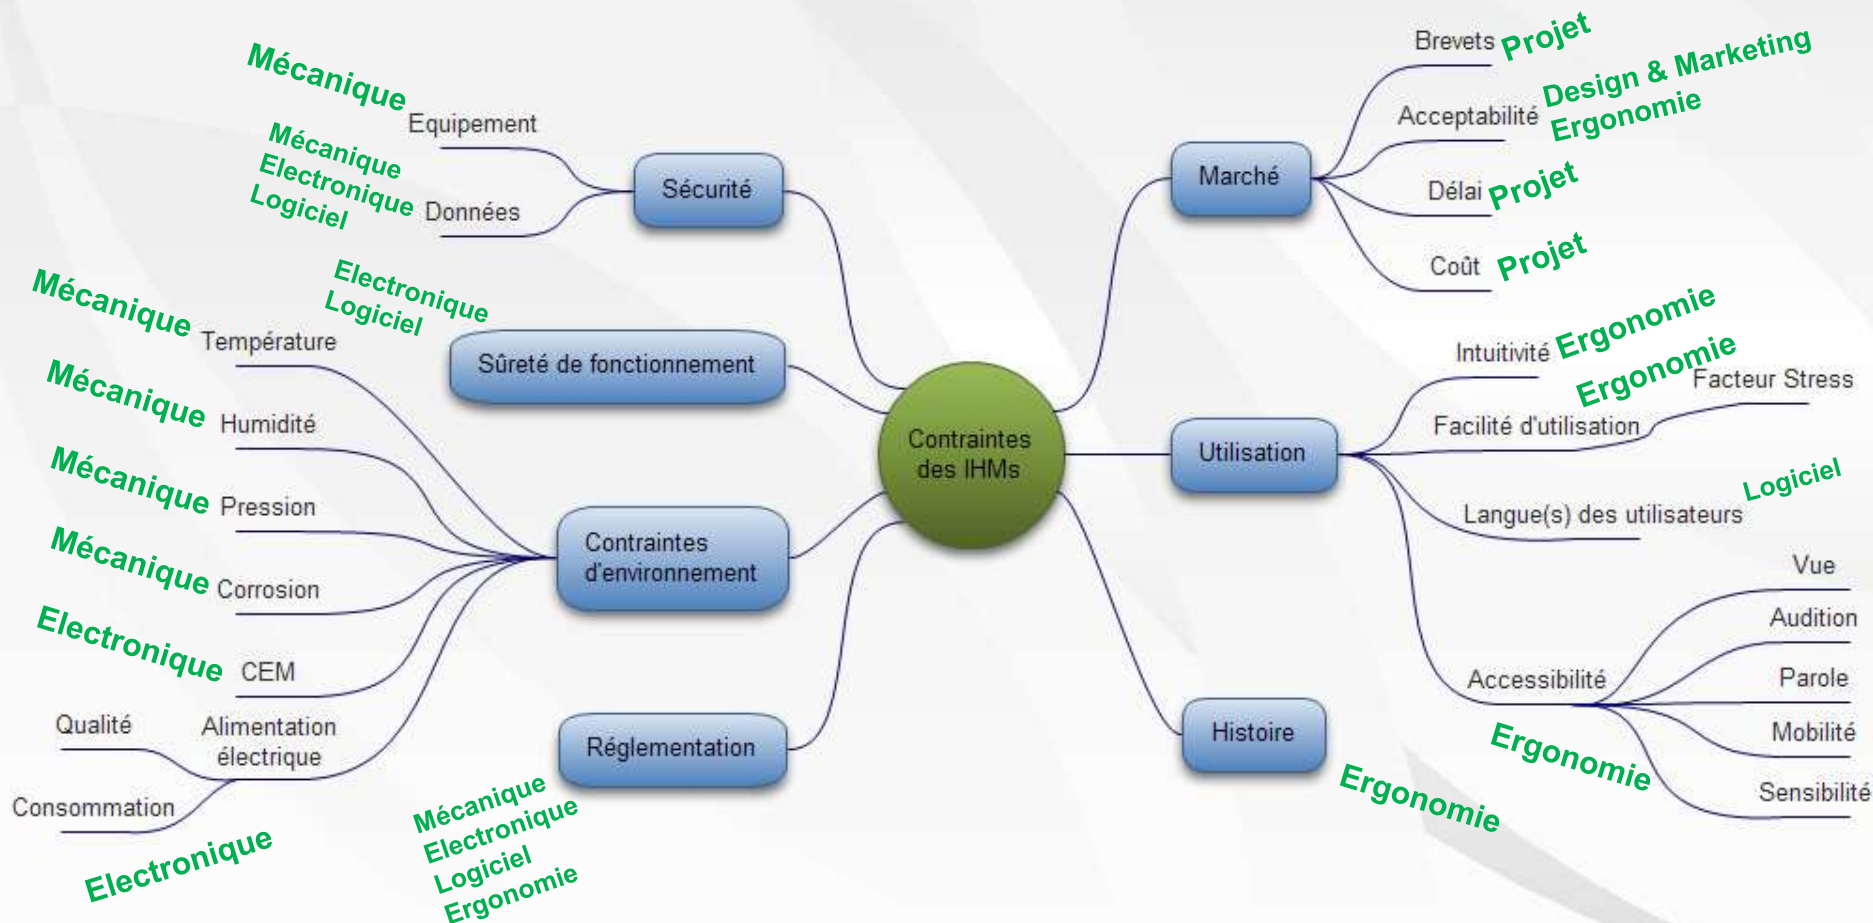 Mécanique
Equipement
Mécanique
Electronique
Logiciel
Données
Sécurité
Electronique
Logiciel
Sûreté de fonctionnement
Mécanique
Température
Mécanique
Humidité
Mécanique
Pression
Mécanique
Corrosion
Electronique
CEM
Qualité
Alimentation
électrique
Consommation
Electronique
Contraintes
d'environnement
Réglementation
Mécanique
Electronique
Logiciel
Ergonomie
Contraintes
des IHMs
Marché
Brevets
Projet
Acceptabilité
Design & Marketing
Ergonomie
Délai
Projet
Coût
Projet
Utilisation
Intuitivité
Ergonomie
Facilité d'utilisation
Ergonomie
Facteur Stress
Langue(s) des utilisateurs
Logiciel
Accessibilité
Ergonomie
Vue
Audition
Parole
Mobilité
Sensibilité
Histoire
Ergonomie